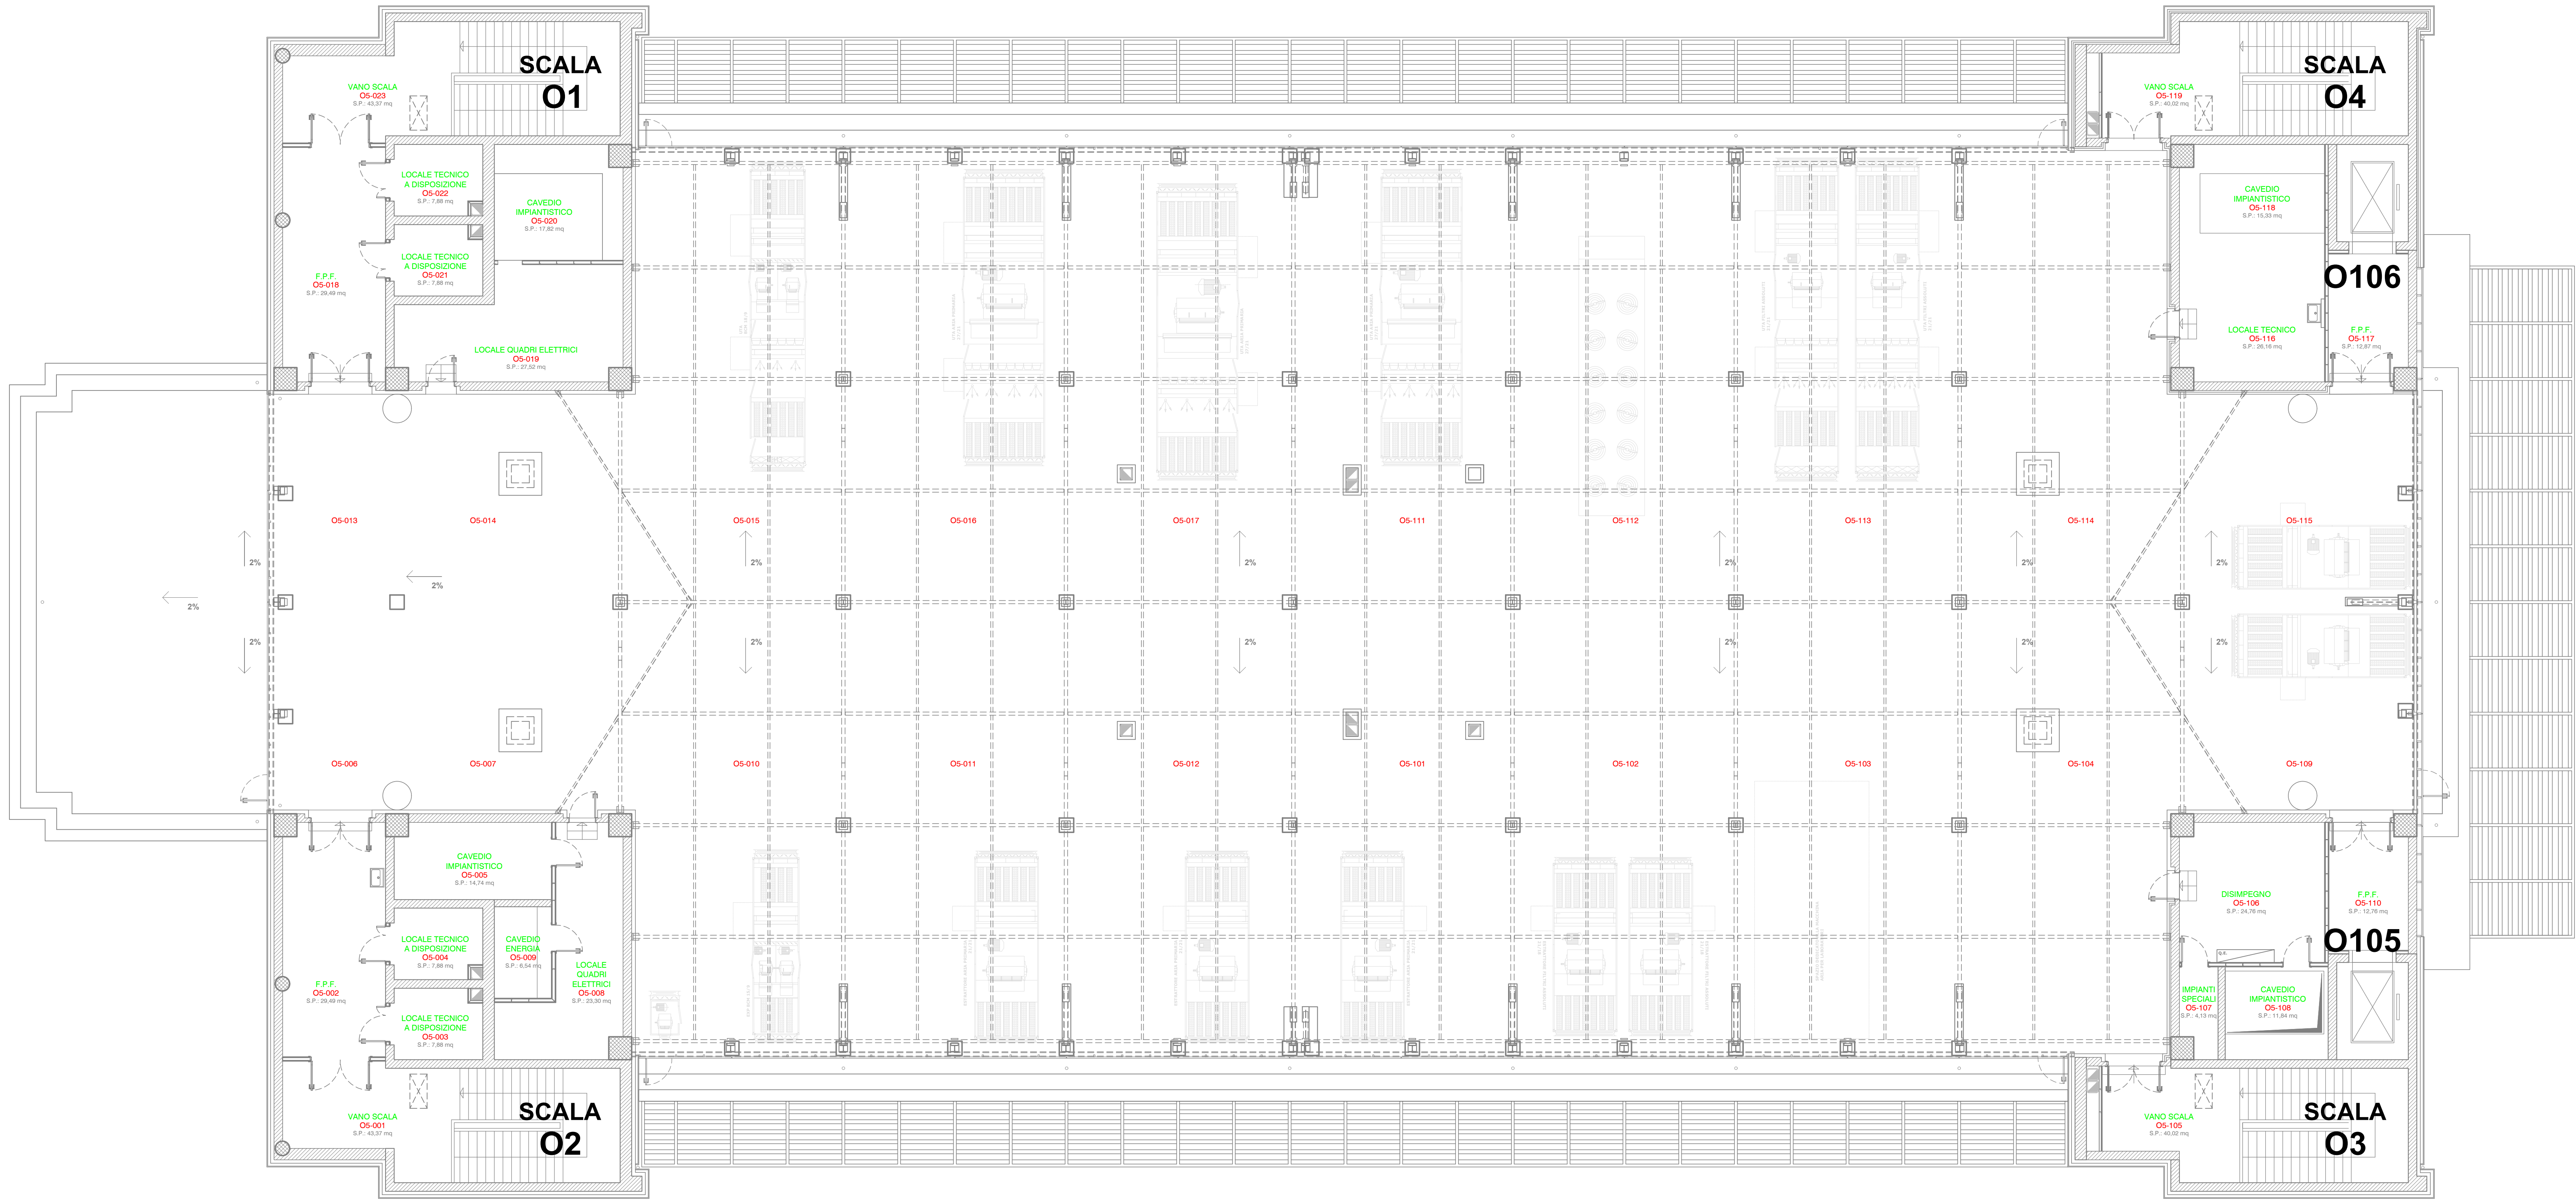 SCALA
O1
VANO SCALA
O5-023
S.P.: 43,37 mq
LOCALE TECNICO
A DISPOSIZIONE
O5-022
S.P.: 7,88 mq
CAVEDIO
IMPIANTISTICO
O5-020
S.P.: 17,82 mq
LOCALE TECNICO
A DISPOSIZIONE
O5-021
S.P.: 7,88 mq
F.P.F.
O5-018
S.P.: 29,49 mq
LOCALE QUADRI ELETTRICI
O5-019
S.P.: 27,52 mq
SCALA
O4
VANO SCALA
O5-119
S.P.: 40,02 mq
CAVEDIO
IMPIANTISTICO
O5-118
S.P.: 15,33 mq
O106
LOCALE TECNICO
O5-116
S.P.: 26,16 mq
F.P.F.
O5-117
S.P.: 12,87 mq
O5-013
O5-014
O5-015
O5-016
O5-017
O5-111
O5-112
O5-113
O5-114
O5-115
2%
2%
2%
2%
2%
2%
2%
2%
2%
2%
2%
2%
2%
2%
O5-006
O5-007
O5-010
O5-011
O5-012
O5-101
O5-102
O5-103
O5-104
O5-109
CAVEDIO
IMPIANTISTICO
O5-005
S.P.: 14,74 mq
LOCALE TECNICO
A DISPOSIZIONE
O5-004
S.P.: 7,88 mq
CAVEDIO
ENERGIA
O5-009
S.P.: 6,54 mq
LOCALE
QUADRI
ELETTRICI
O5-008
S.P.: 23,30 mq
F.P.F.
O5-002
S.P.: 29,49 mq
LOCALE TECNICO
A DISPOSIZIONE
O5-003
S.P.: 7,88 mq
VANO SCALA
O5-001
S.P.: 43,37 mq
SCALA
O2
DISIMPEGNO
O5-106
S.P.: 24,76 mq
F.P.F.
O5-110
S.P.: 12,76 mq
O105
Q.E.
IMPIANTI
SPECIALI
O5-107
S.P.: 4,13 mq
CAVEDIO
IMPIANTISTICO
O5-108
S.P.: 11,84 mq
VANO SCALA
O5-105
S.P.: 40,02 mq
SCALA
O3